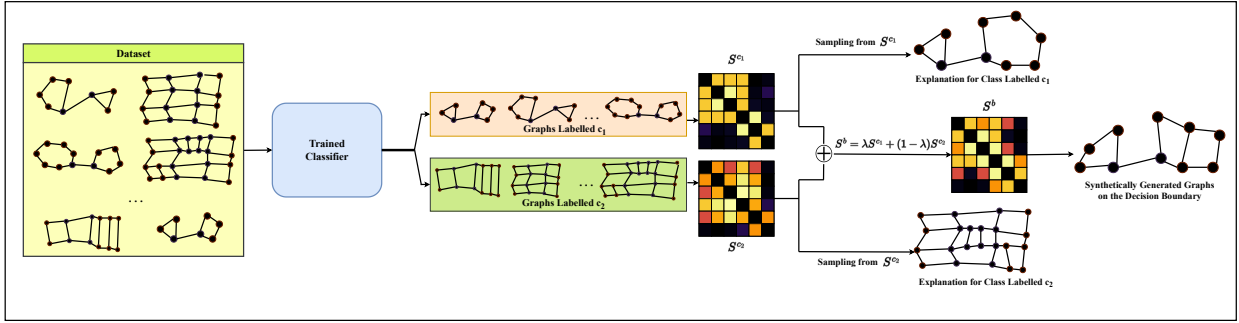 Dataset
...
Trained
Classifier
...
Graphs Labelled c₁
...
Graphs Labelled c₂
S^{c₁}
S^{c₂}
Sampling from S^{c₁}
Explanation for Class Labelled c₁
S^b = λS^{c₁} + (1 − λ)S^{c₂}
S^b
Synthetically Generated Graphs
on the Decision Boundary
Sampling from S^{c₂}
Explanation for Class Labelled c₂